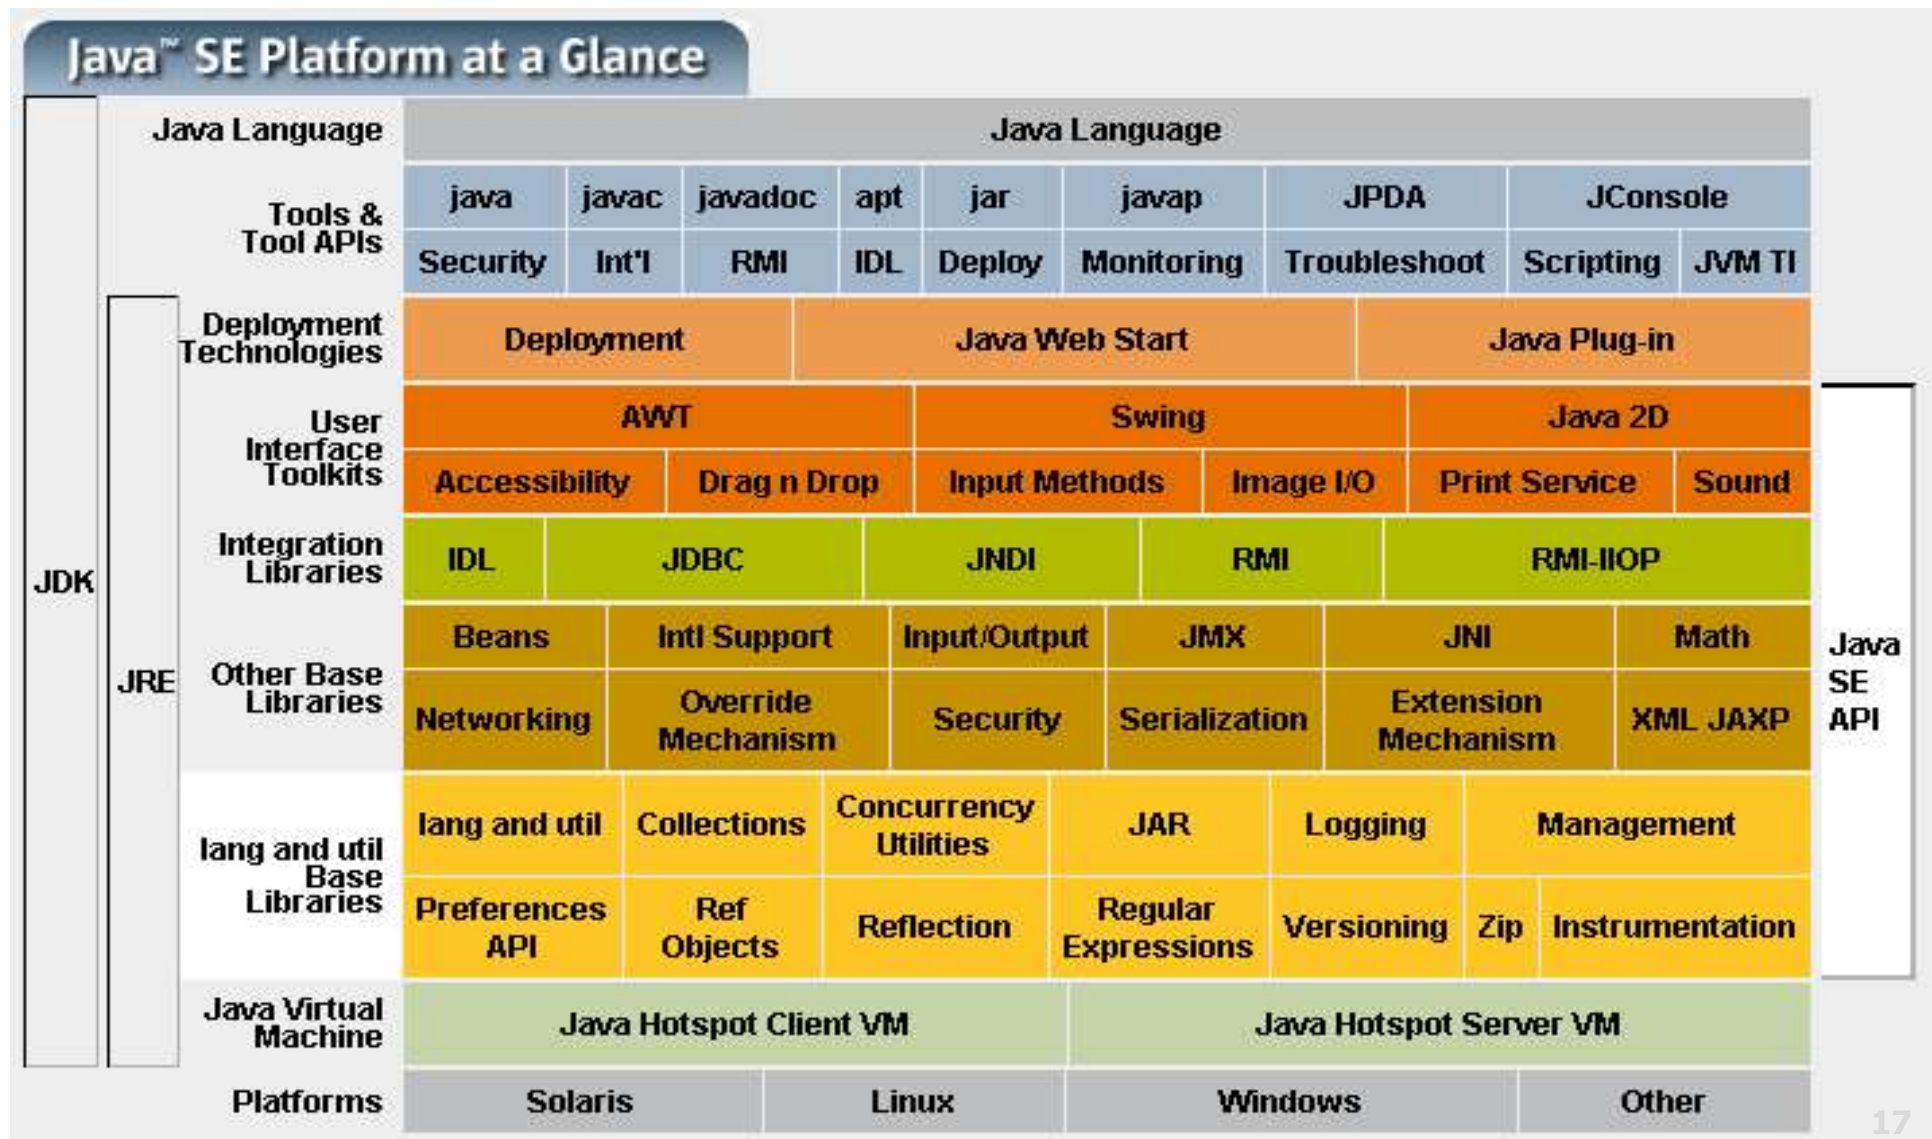 Java™ SE Platform at a Glance
Java Language
Java Language
Tools &
Tool APIs
java javac javadoc apt jar javap JPDA JConsole
Security Int'l RMI IDL Deploy Monitoring Troubleshoot Scripting JVM TI
Deployment
Technologies
Deployment Java Web Start Java Plug-in
User
Interface
Toolkits
AWT Swing Java 2D
Accessibility Drag n Drop Input Methods Image I/O Print Service Sound
Integration
Libraries
IDL JDBC JNDI RMI RMI-IIOP
JDK
JRE
Other Base
Libraries
Beans Intl Support Input/Output JMX JNI Math
Networking Override
Mechanism Security Serialization Extension
Mechanism XML JAXP
Java
SE
API
lang and util
Base
Libraries
lang and util Collections Concurrency
Utilities JAR Logging Management
Preferences
API Ref
Objects Reflection Regular
Expressions Versioning Zip Instrumentation
Java Virtual
Machine
Java Hotspot Client VM Java Hotspot Server VM
Platforms
Solaris Linux Windows Other
17